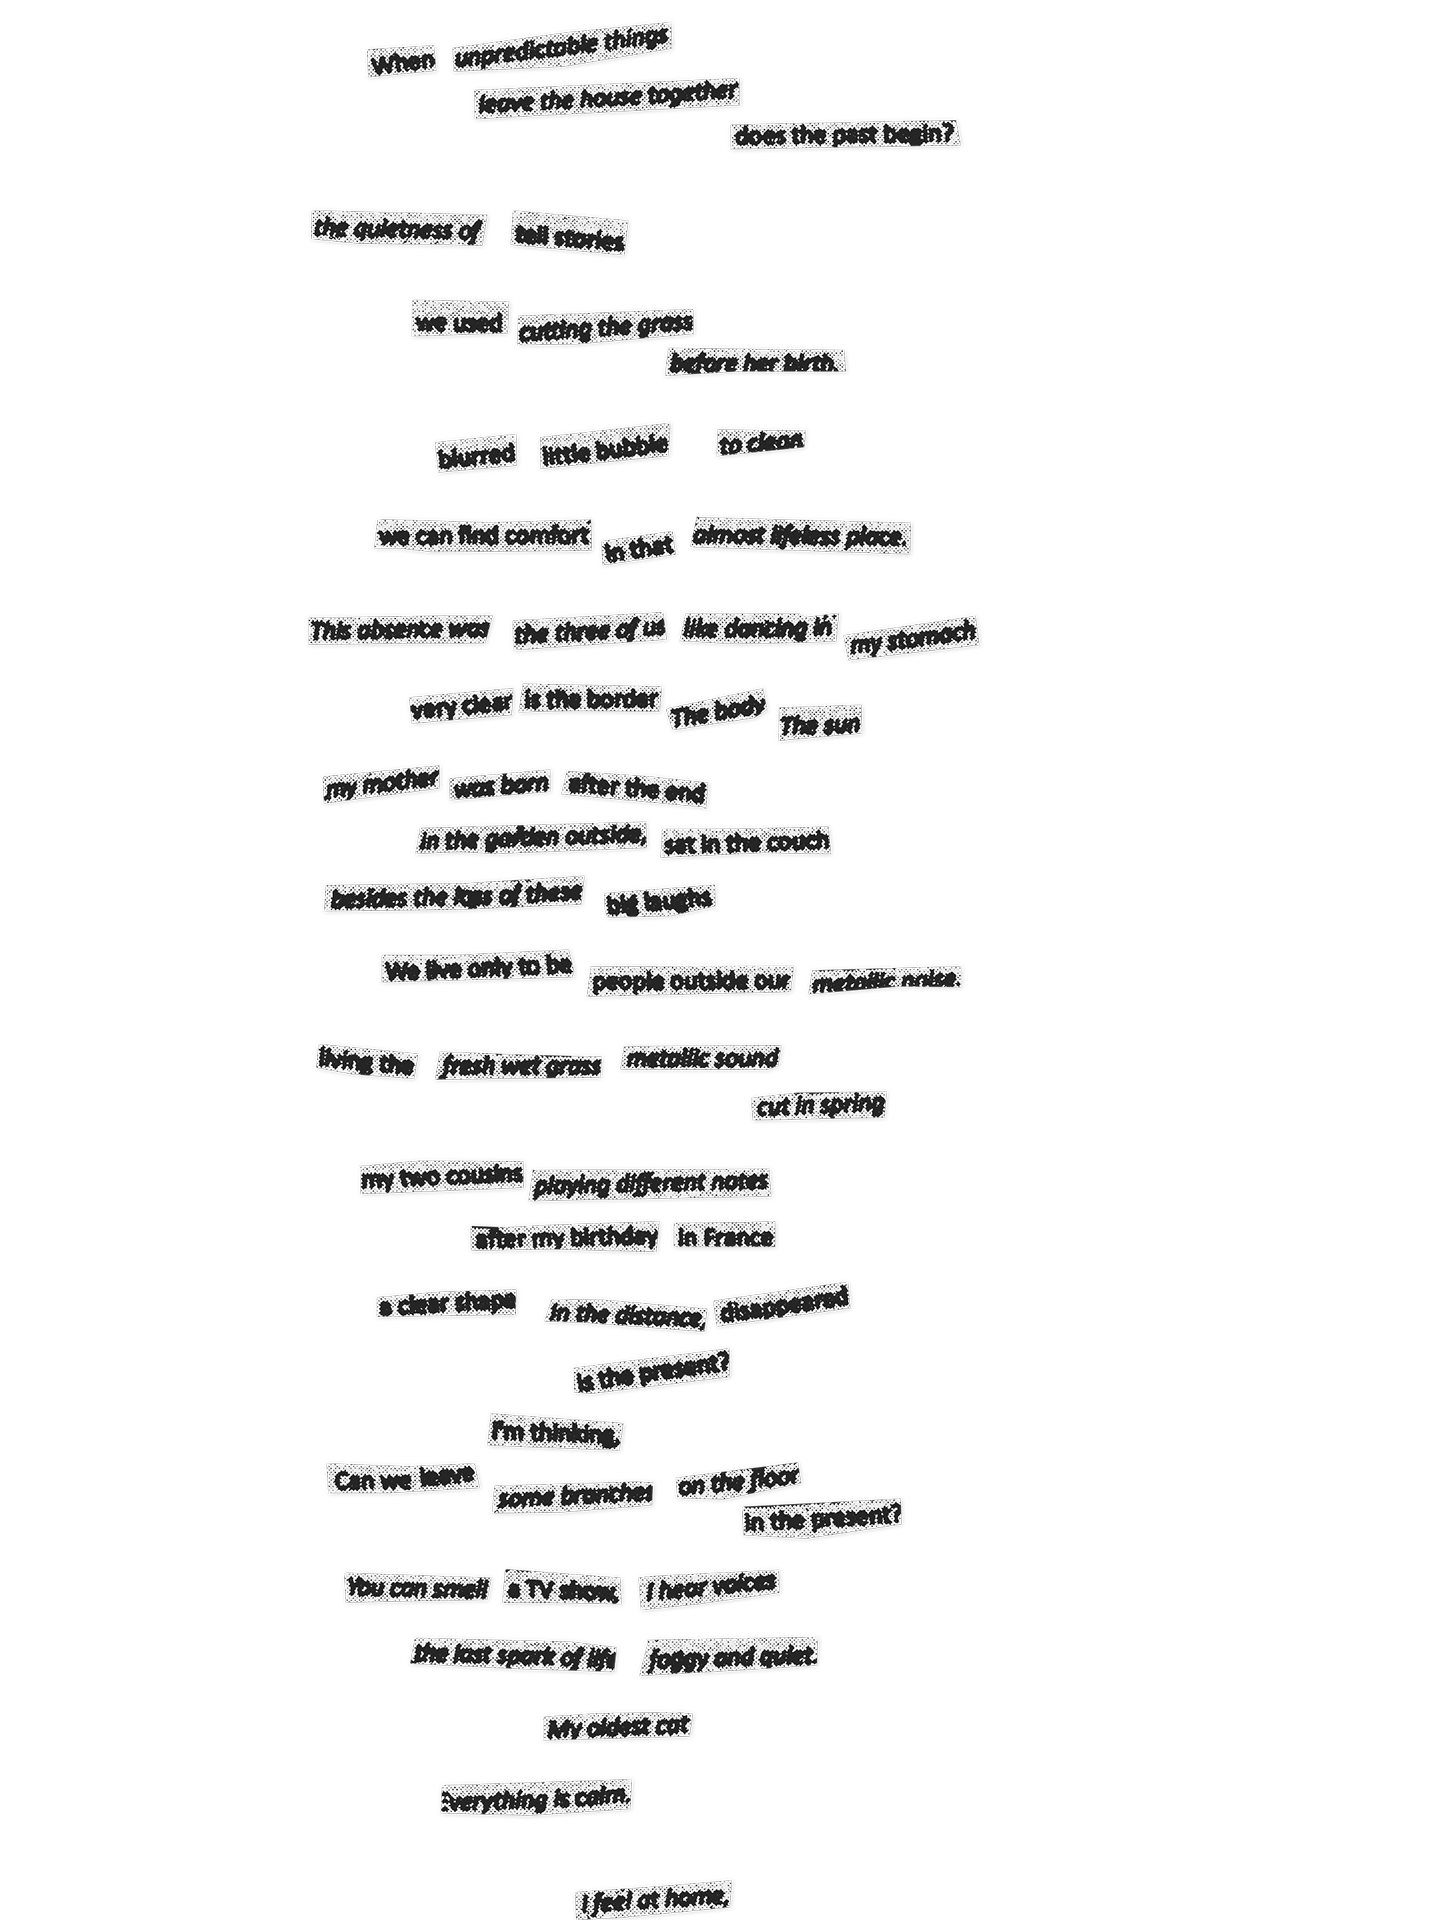 When unpredictable things
leave the house together
does the past begin?
the quietness of tell stories
we used cutting the grass
before her birth.
blurred little bubble to clean
we can find comfort in that almost lifeless place.
This absence was the three of us like dancing in my stomach
very clear is the border The body The sun
my mother was born after the end
in the garden outside, sat in the couch
besides the legs of these big laughs
We live only to be people outside our metallic noise.
living the fresh wet grass metallic sound
cut in spring
my two cousins playing different notes
after my birthday in France
a clear shape in the distance, disappeared
is the present?
I'm thinking,
Can we leave some branches on the floor
in the present?
You can smell a TV show, I hear voices
the last spark of life foggy and quiet.
My oldest cat
Everything is calm.
I feel at home,